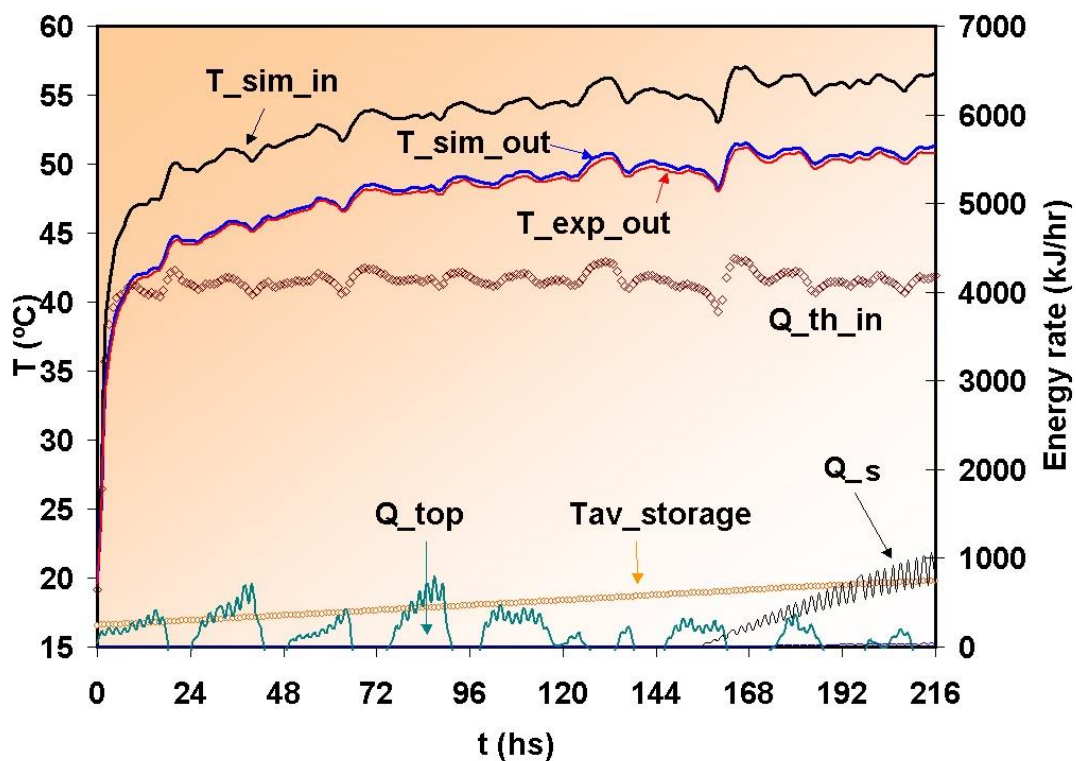 60
55
50
45
40
35
30
25
20
15
T (ºC)
7000
6000
5000
4000
3000
2000
1000
0
Energy rate (kJ/hr)
T_sim_in
T_sim_out
T_exp_out
Q_th_in
Q_s
Q_top
Tav_storage
0 24 48 72 96 120 144 168 192 216
t (hs)